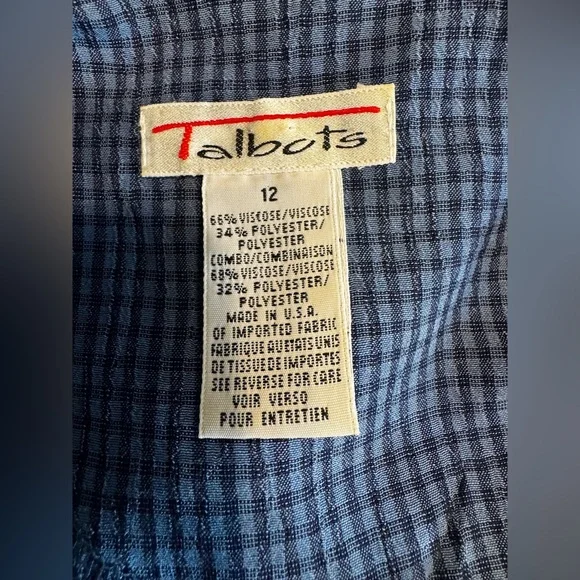 Talbots
12
66% VISCOSE/VISCOSE
34% POLYESTER/
POLYESTER
COMBO/COMBINAISON
68% VISCOSE/VISCOSE
32% POLYESTER/
POLYESTER
MADE IN U.S.A.
OF IMPORTED FABRIC
FABRIQUE AUETATS UNIS
DE TISSUE DE IMPORTES
SEE REVERSE FOR CARE
VOIR VERSO
POUR ENTRETIEN